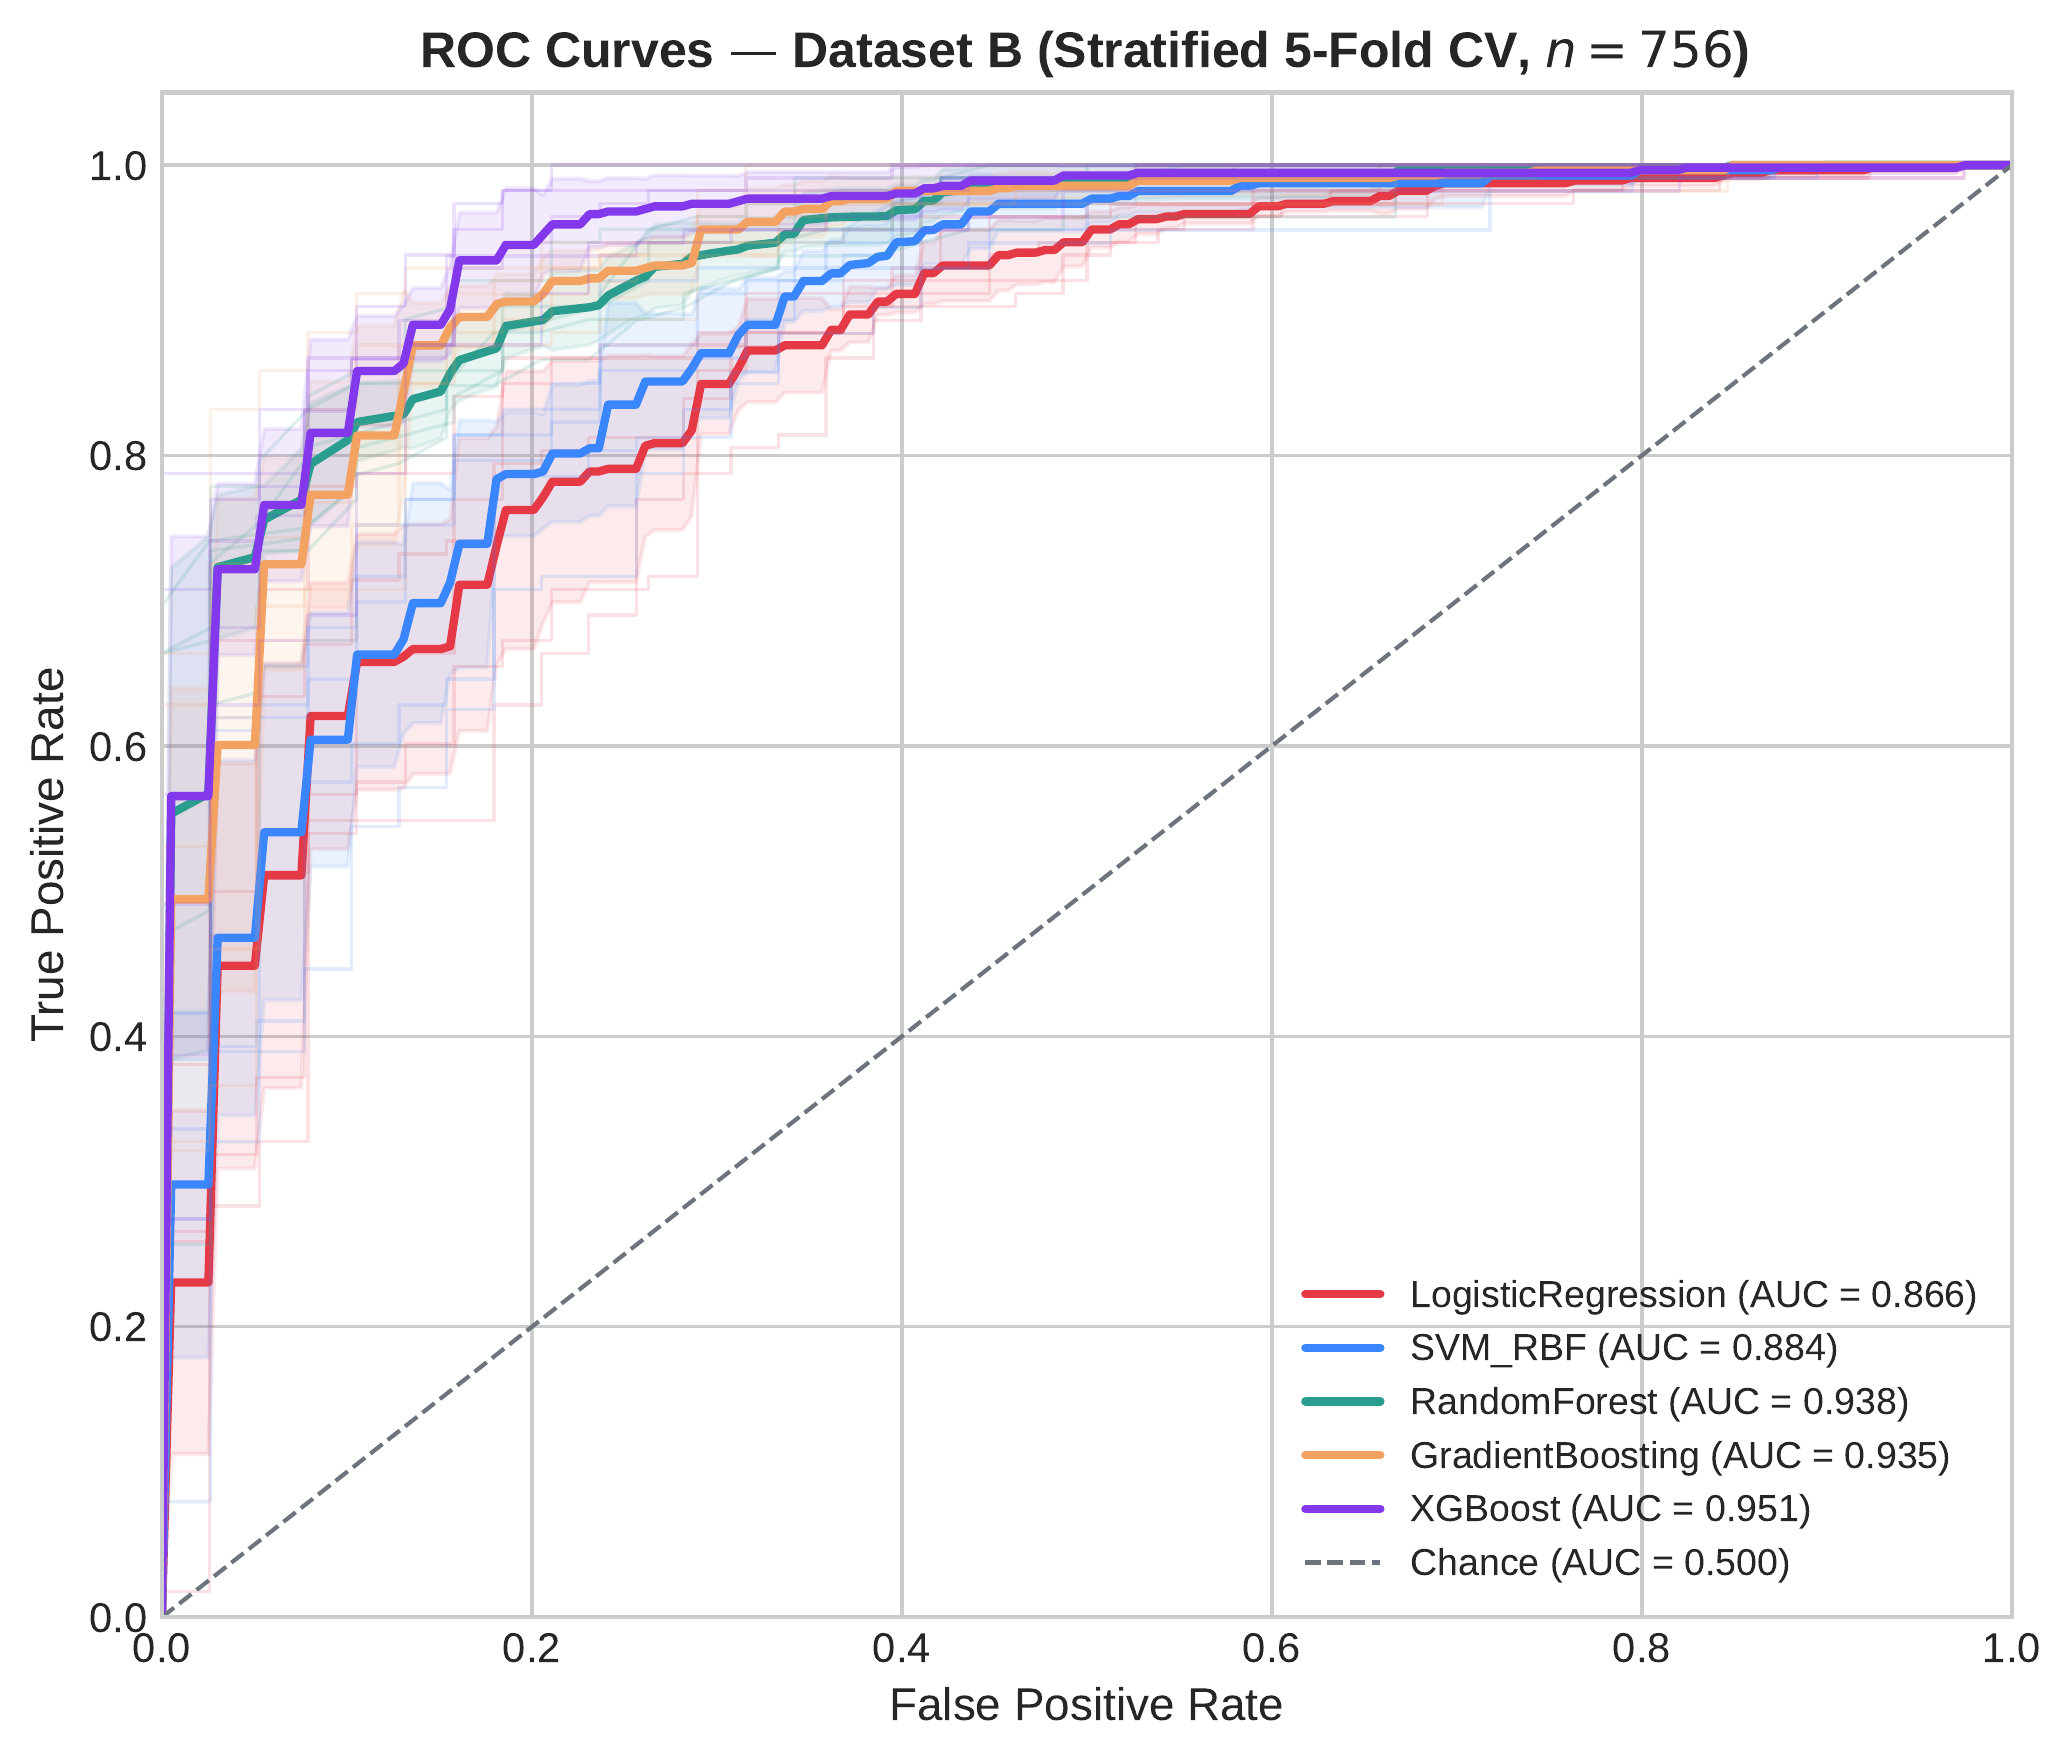 ROC Curves — Dataset B (Stratified 5-Fold CV, n = 756)
True Positive Rate
1.0
0.8
0.6
0.4
0.2
0.0
LogisticRegression (AUC = 0.866)
SVM_RBF (AUC = 0.884)
RandomForest (AUC = 0.938)
GradientBoosting (AUC = 0.935)
XGBoost (AUC = 0.951)
Chance (AUC = 0.500)
0.0 0.2 0.4 0.6 0.8 1.0
False Positive Rate